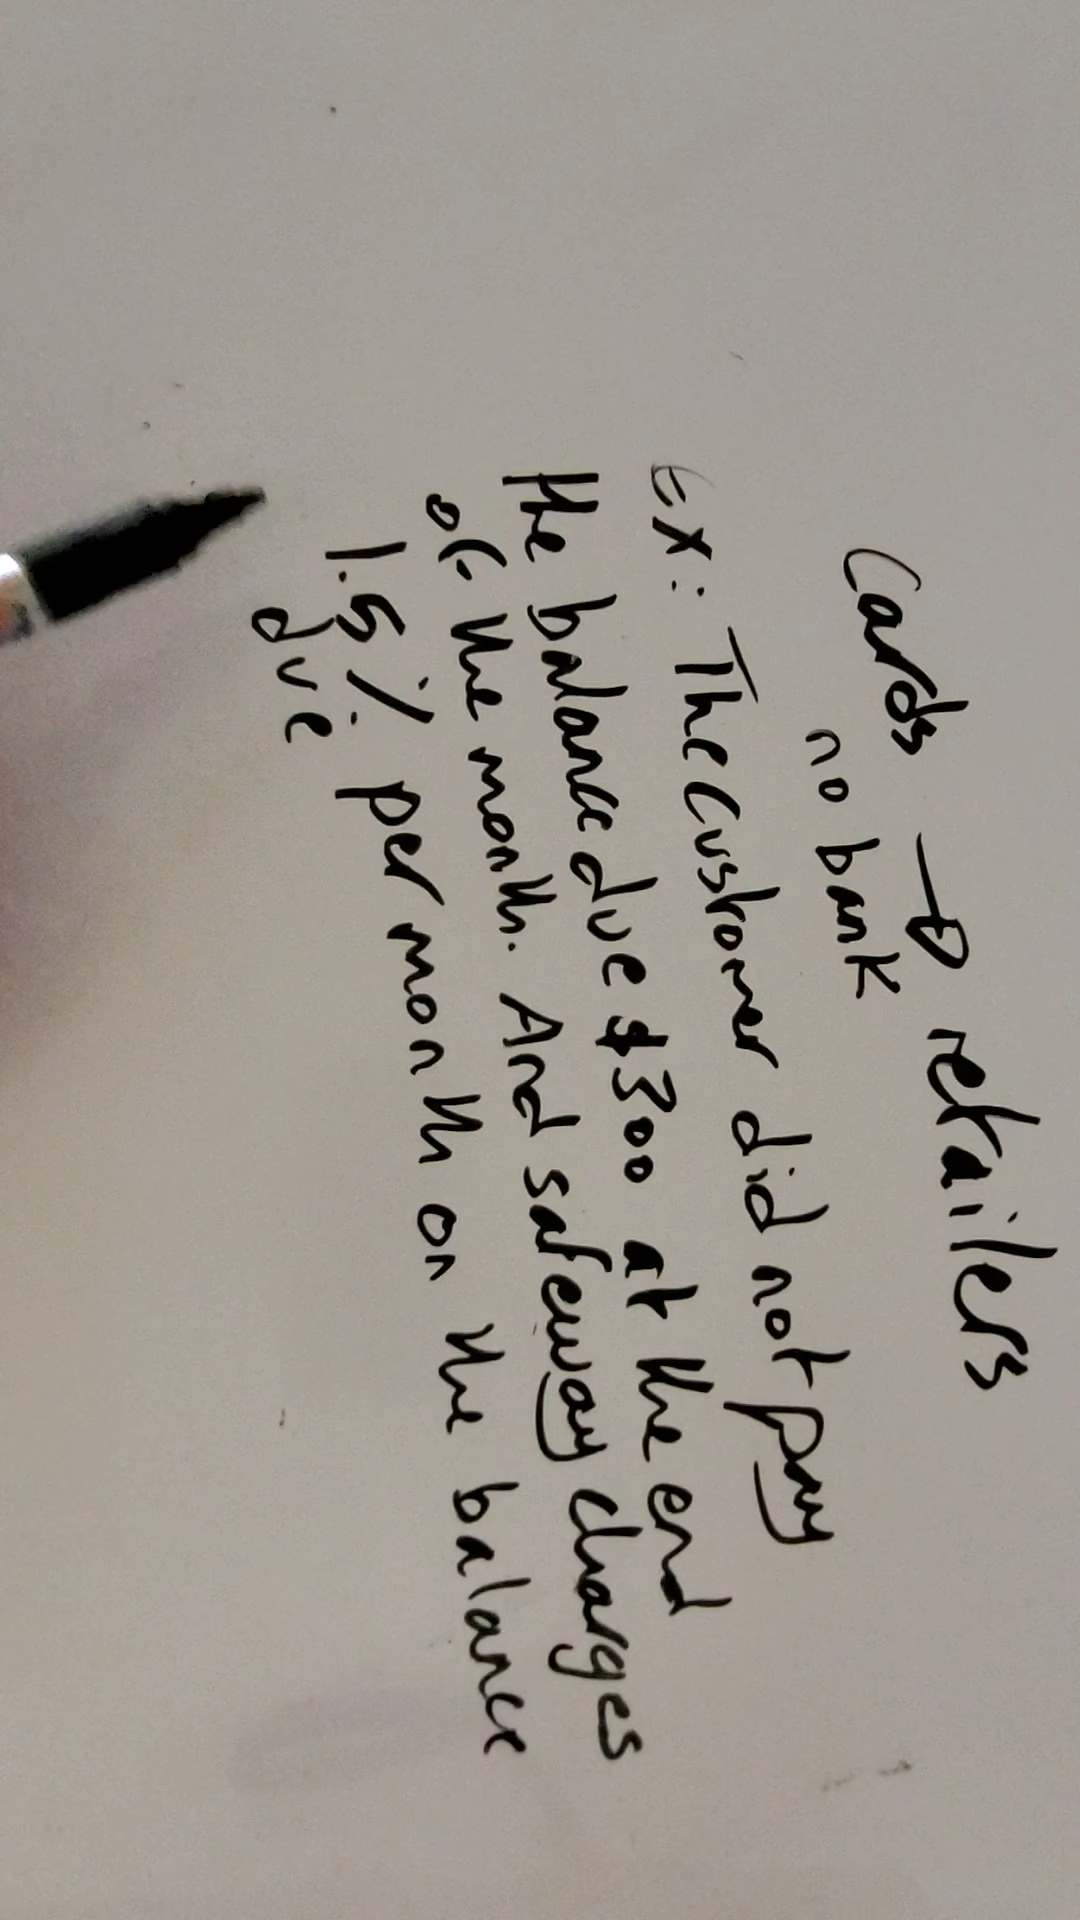 Cards → retailers
no bank
Ex: The customer did not pay
the balance due $300 at the end
of the month. And safeway charges
1.5% per month on the balance
due